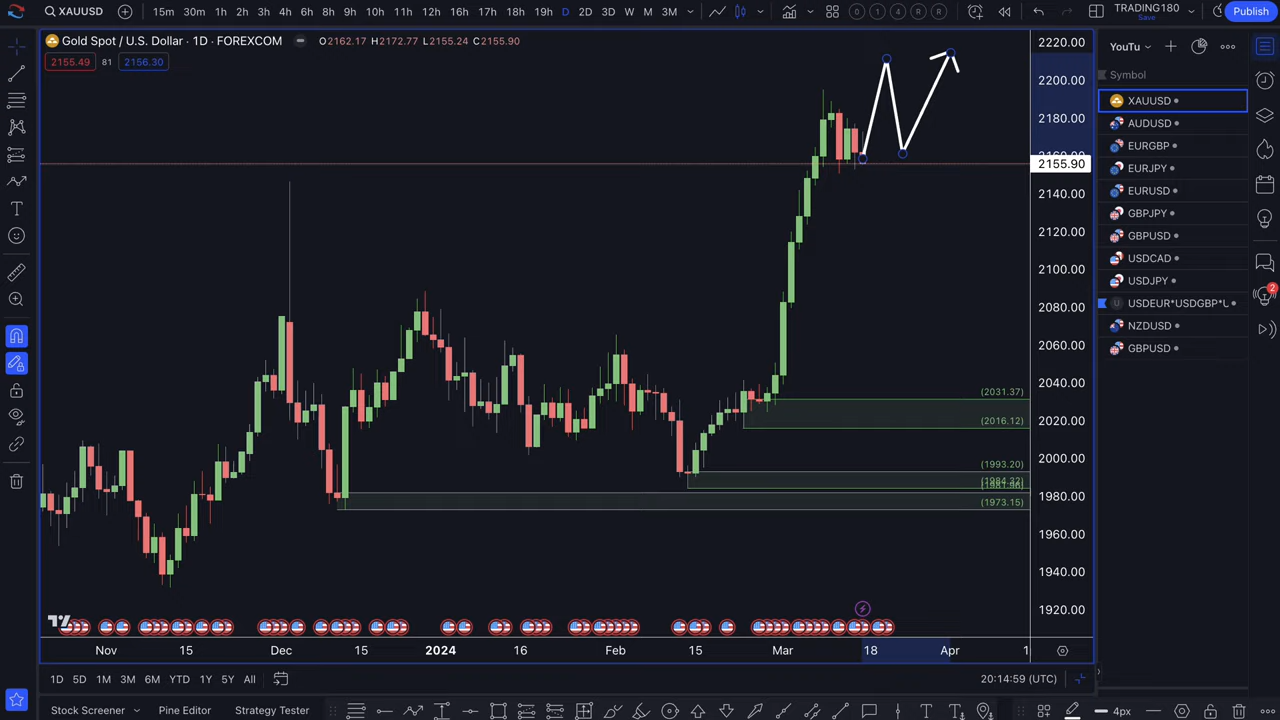 XAUUSD 15m 30m 1h 2h 3h 4h 6h 8h 9h 10h 11h 12h 16h 17h 18h 19h D 2D 3D W M 3M TRADING180 Save Publish
Gold Spot / U.S. Dollar · 1D · FOREXCOM O2162.17 H2172.77 L2155.24 C2155.90
2155.49 81 2156.30
2220.00
2200.00
2180.00
2155.90
2140.00
2120.00
2100.00
2080.00
2060.00
2040.00
2020.00
2000.00
1980.00
1960.00
1940.00
1920.00
(2031.37)
(2016.12)
(1993.20)
(1984.32)
(1973.15)
Nov 15 Dec 15 2024 16 Feb 15 Mar 18 Apr
YouTu
Symbol
XAUUSD
AUDUSD
EURGBP
EURJPY
EURUSD
GBPJPY
GBPUSD
USDCAD
USDJPY
USDEUR*USDGBP*U
NZDUSD
GBPUSD
2
1D 5D 1M 3M 6M YTD 1Y 5Y All 20:14:59 (UTC)
Stock Screener Pine Editor Strategy Tester 4px